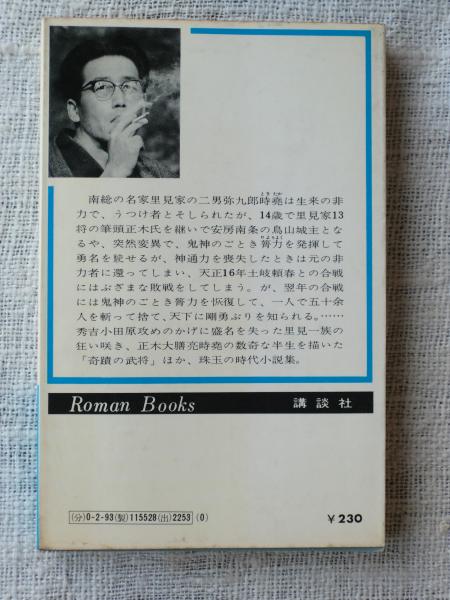 南総の名家里見家の二男弥九郎時堯は生来の非
ときたか
力で、うつけ者とそしられたが、14歳で里見家13
将の筆頭正木氏を継いで安房南条の鳥山城主とな
るや、突然変異で、鬼神のごとき膂力を発揮して
りよりよく
勇名を馳せるが、神通力を喪失したときは元の非
力者に還ってしまい、天正16年土岐頼春との合戦
にはぶざまな敗戦をしてしまう。が、翌年の合戦
には鬼神のごとき膂力を恢復して、一人で五十余
人を斬って捨て、天下に剛勇ぶりを知られる。……
秀吉小田原攻めのかげに盛名を失った里見一族の
狂い咲き、正木大膳亮時堯の数奇な半生を描いた
「奇蹟の武将」ほか、珠玉の時代小説集。
Roman Books 講談社
(分)0-2-93(製)115528(出)2253(0)
￥230